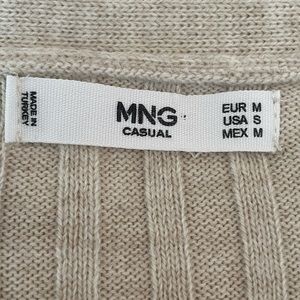 MADE IN
TURKEY
MNG
CASUAL
EUR M
USA S
MEX M